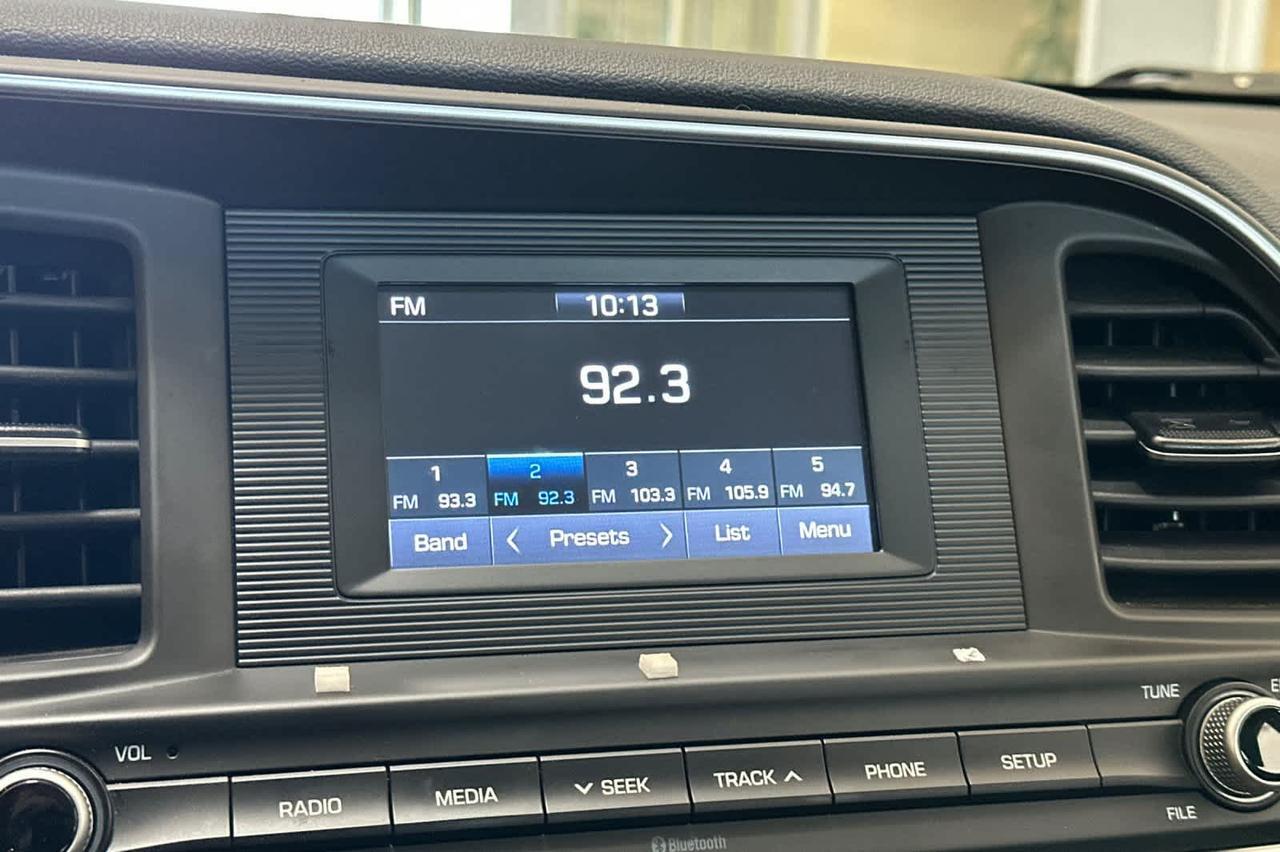 FM 10:13
92.3
1 2 3 4 5
FM 93.3 FM 92.3 FM 103.3 FM 105.9 FM 94.7
Band < Presets > List Menu
TUNE
VOL
RADIO MEDIA SEEK TRACK PHONE SETUP
FILE
Bluetooth